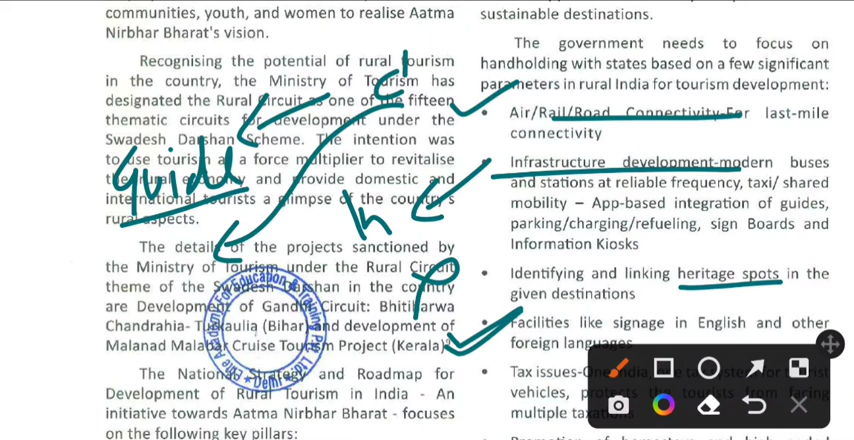 communities, youth, and women to realise Aatma
Nirbhar Bharat's vision.
Recognising the potential of rural tourism
in the country, the Ministry of Tourism has
designated the Rural Circuit as one of the fifteen
thematic circuits for development under the
Swadesh Darshan Scheme. The intention was
to use tourism as a force multiplier to revitalise
the rural economy and provide domestic and
international tourists a glimpse of the country's
rural aspects.
Guide
The details of the projects sanctioned by
the Ministry of Tourism under the Rural Circuit
theme of the Swadesh Darshan in the country
are Development of Gandhi Circuit: Bhitiharwa
Chandrahia- Turkaulia (Bihar) and development of
Malanad Malabar Cruise Tourism Project (Kerala)
The National Strategy and Roadmap for
Development of Rural Tourism in India - An
initiative towards Aatma Nirbhar Bharat - focuses
on the following key pillars:
sustainable destinations.
The government needs to focus on
handholding with states based on a few significant
parameters in rural India for tourism development:
• Air/Rail/Road Connectivity-For last-mile
connectivity
• Infrastructure development-modern buses
and stations at reliable frequency, taxi/ shared
mobility – App-based integration of guides,
parking/charging/refueling, sign Boards and
Information Kiosks
• Identifying and linking heritage spots in the
given destinations
• Facilities like signage in English and other
foreign languages
• Tax issues-One India,
vehicles, protects the tourists from facing
multiple taxation